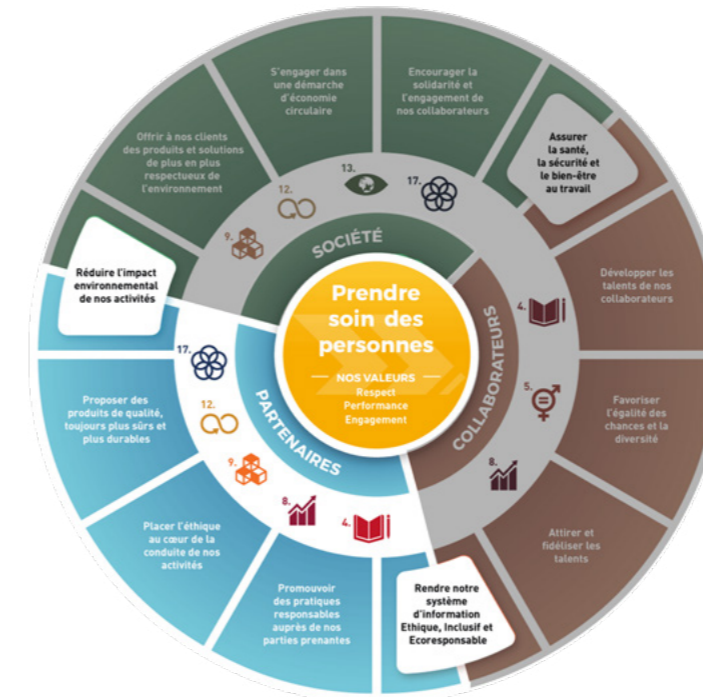 S'engager dans
une démarche
d'économie
circulaire
Encourager la
solidarité et
l'engagement de
nos collaborateurs
Assurer
la santé,
la sécurité et
le bien-être
au travail
Développer les
talents de nos
collaborateurs
Favoriser
l'égalité des
chances et la
diversité
Attirer et
fidéliser les
talents
Rendre notre
système
d'information
Ethique, Inclusif et
Ecoresponsable
Promouvoir
des pratiques
responsables
auprès de nos
parties prenantes
Placer l'éthique
au cœur de la
conduite de nos
activités
Proposer des
produits de qualité,
toujours plus sûrs et
plus durables
Réduire l'impact
environnemental
de nos activités
Offrir à nos clients
des produits et solutions
de plus en plus
respectueux de
l'environnement
9.
12.
13.
17.
SOCIÉTÉ
4.
5.
8.
COLLABORATEURS
17.
12.
9.
8.
4.
PARTENAIRES
Prendre
soin des
personnes
NOS VALEURS
Respect
Performance
Engagement